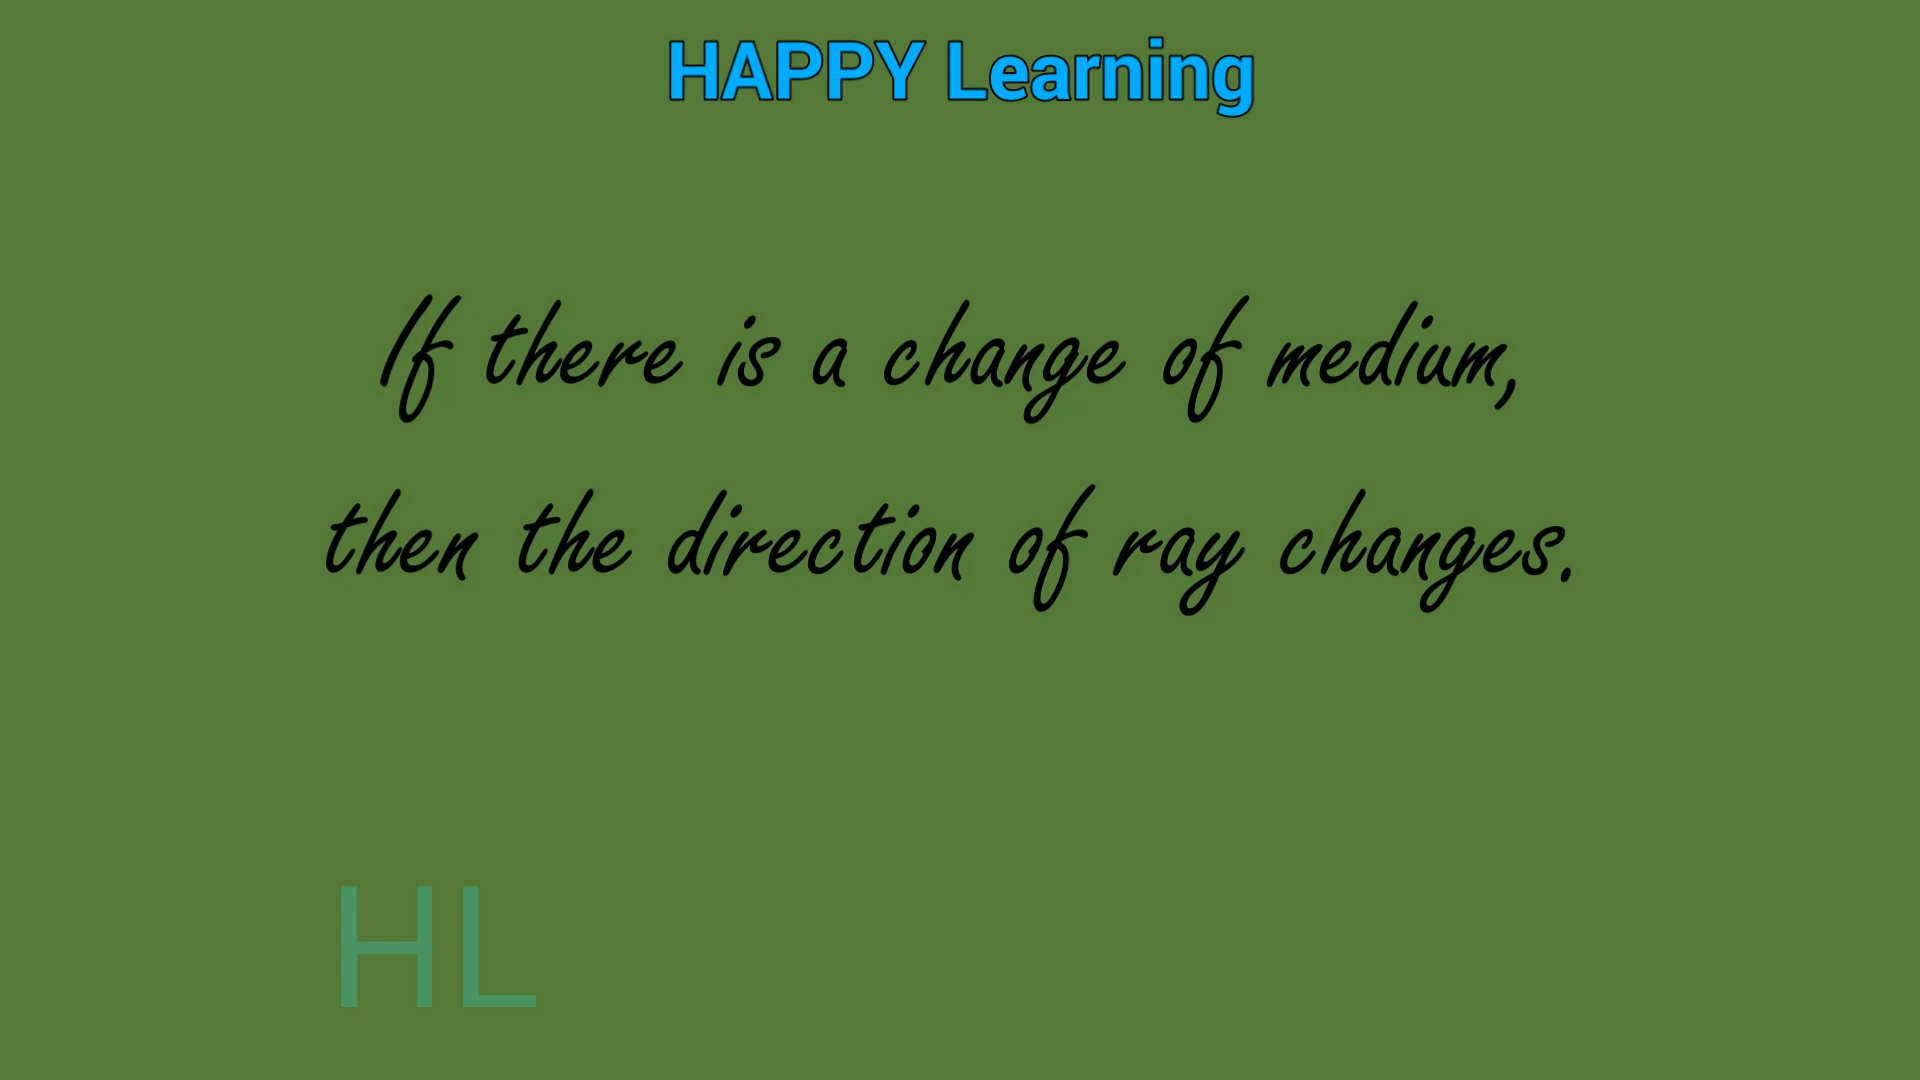 HAPPY Learning
If there is a change of medium,
then the direction of ray changes.
HL